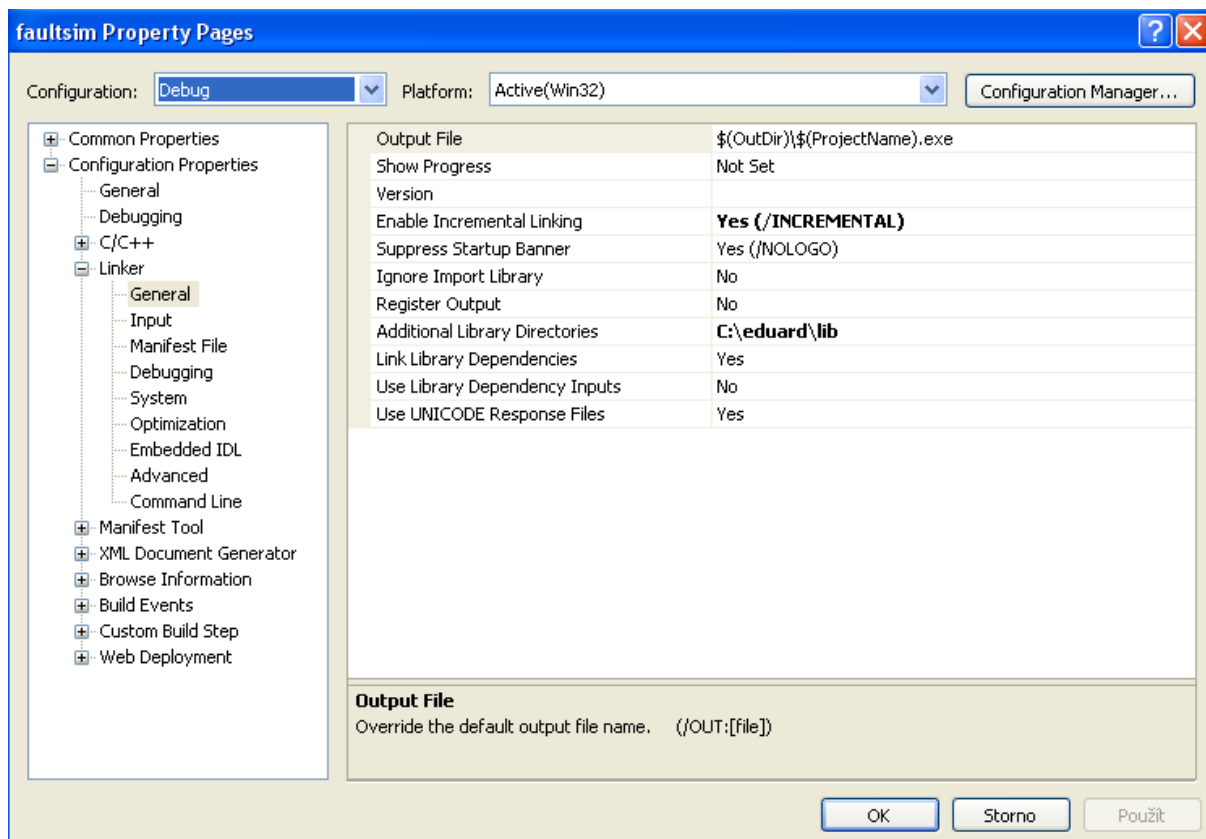 faultsim Property Pages
Configuration: Debug Platform: Active(Win32) Configuration Manager...
Common Properties
Configuration Properties
General
Debugging
C/C++
Linker
General
Input
Manifest File
Debugging
System
Optimization
Embedded IDL
Advanced
Command Line
Manifest Tool
XML Document Generator
Browse Information
Build Events
Custom Build Step
Web Deployment
Output File $(OutDir)\$(ProjectName).exe
Show Progress Not Set
Version
Enable Incremental Linking Yes (/INCREMENTAL)
Suppress Startup Banner Yes (/NOLOGO)
Ignore Import Library No
Register Output No
Additional Library Directories C:\eduard\lib
Link Library Dependencies Yes
Use Library Dependency Inputs No
Use UNICODE Response Files Yes
Output File
Override the default output file name. (/OUT:[file])
OK Storno Použít